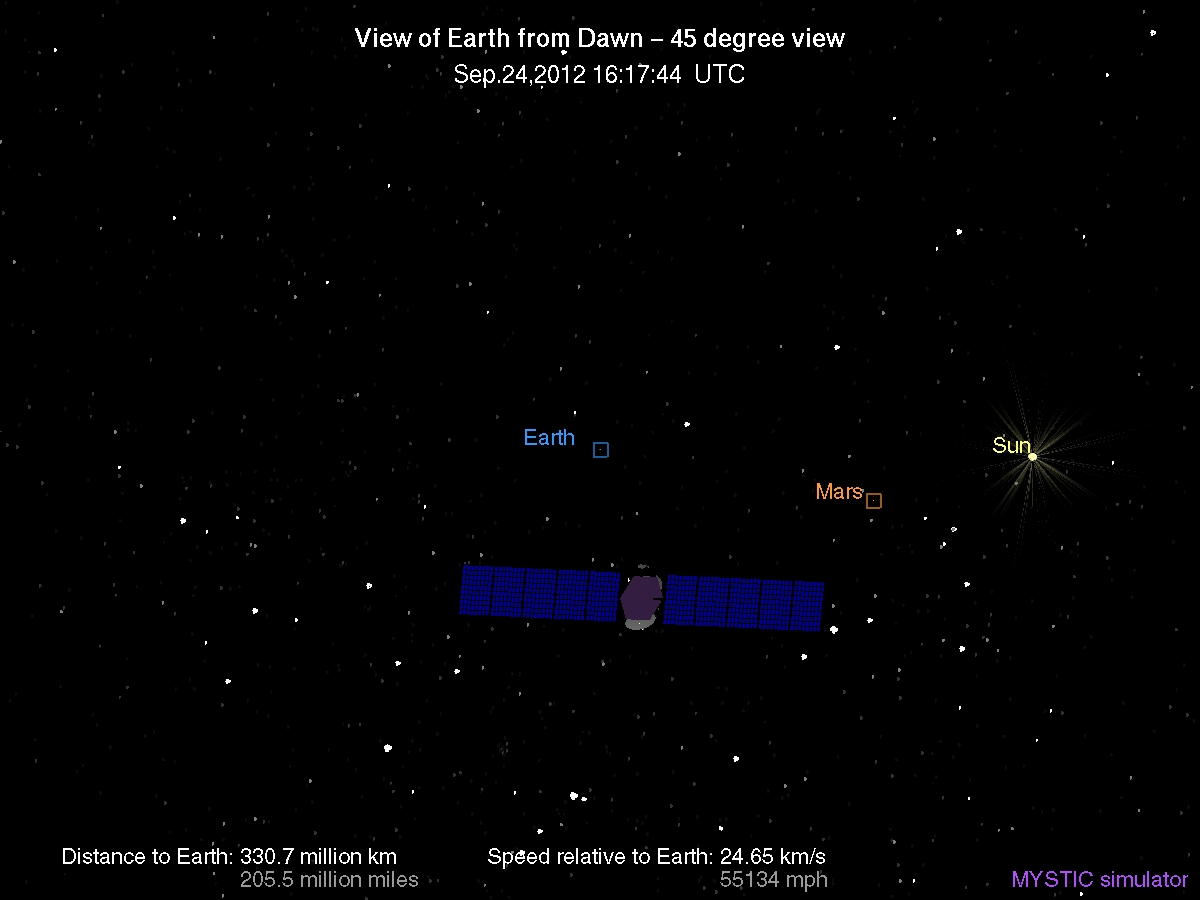 View of Earth from Dawn – 45 degree view
Sep.24,2012 16:17:44 UTC
Earth
Sun
Mars
Distance to Earth: 330.7 million km
205.5 million miles
Speed relative to Earth: 24.65 km/s
55134 mph
MYSTIC simulator